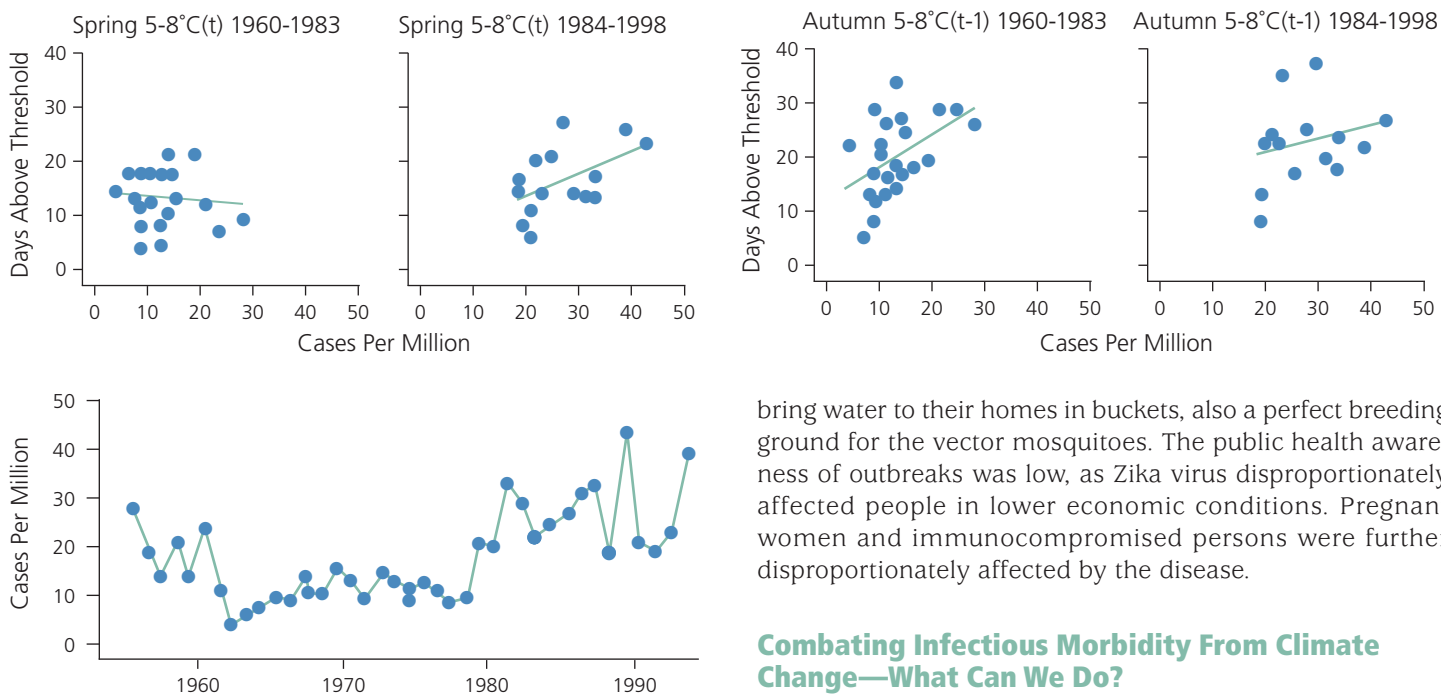 Spring 5-8˚C(t) 1960-1983
Spring 5-8˚C(t) 1984-1998
Days Above Threshold
40
30
20
10
0
0 10 20 30 40 50
0 10 20 30 40 50
Cases Per Million
Autumn 5-8˚C(t-1) 1960-1983
Autumn 5-8˚C(t-1) 1984-1998
Days Above Threshold
40
30
20
10
0
0 10 20 30 40 50
0 10 20 30 40 50
Cases Per Million
Cases Per Million
50
40
30
20
10
0
1960 1970 1980 1990
bring water to their homes in buckets, also a perfect breeding
ground for the vector mosquitoes. The public health aware-
ness of outbreaks was low, as Zika virus disproportionately
affected people in lower economic conditions. Pregnan
women and immunocompromised persons were further
disproportionately affected by the disease.
Combating Infectious Morbidity From Climate
Change—What Can We Do?